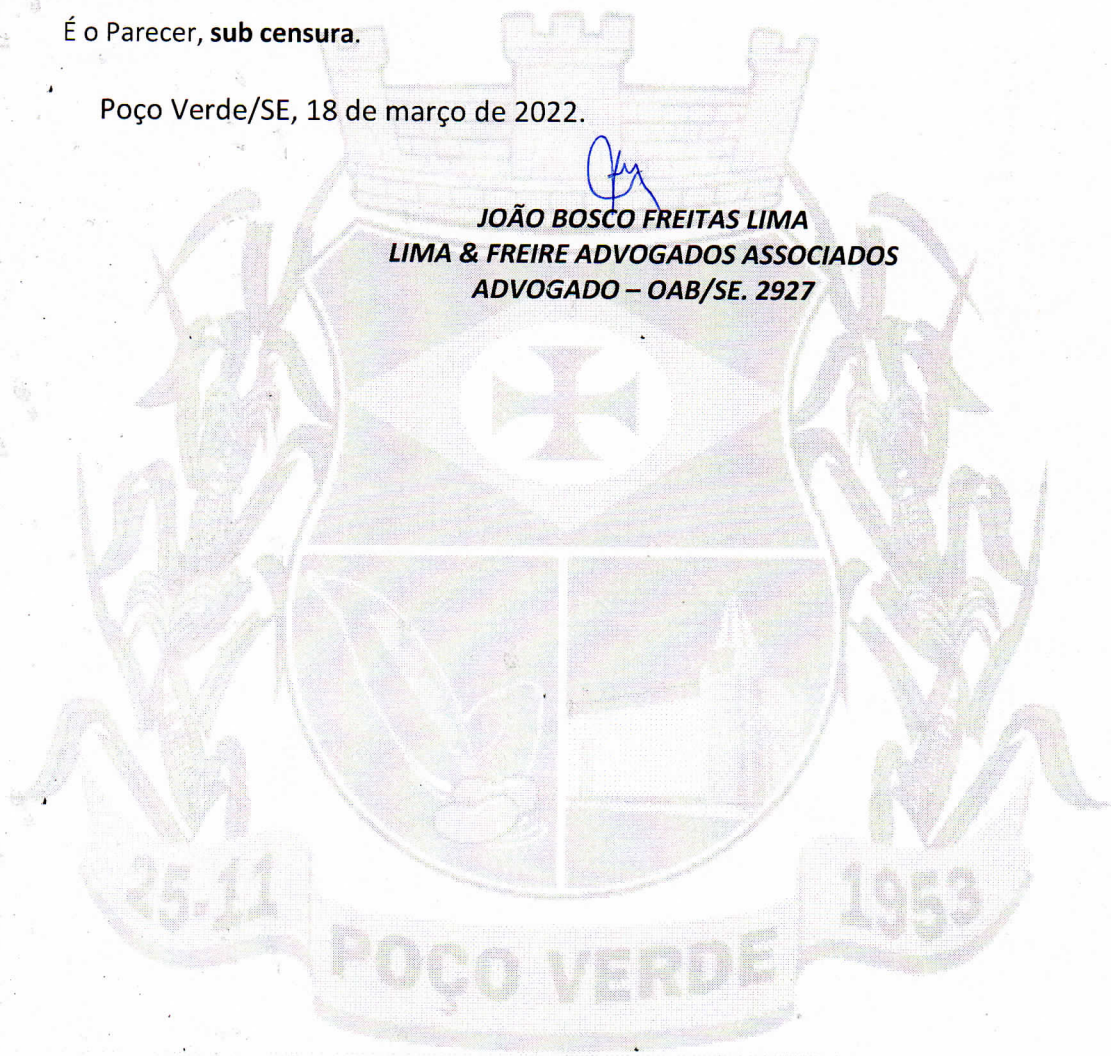 É o Parecer, sub censura.
Poço Verde/SE, 18 de março de 2022.
JOÃO BOSCO FREITAS LIMA
LIMA & FREIRE ADVOGADOS ASSOCIADOS
ADVOGADO – OAB/SE. 2927
25-11
1953
POÇO VERDE